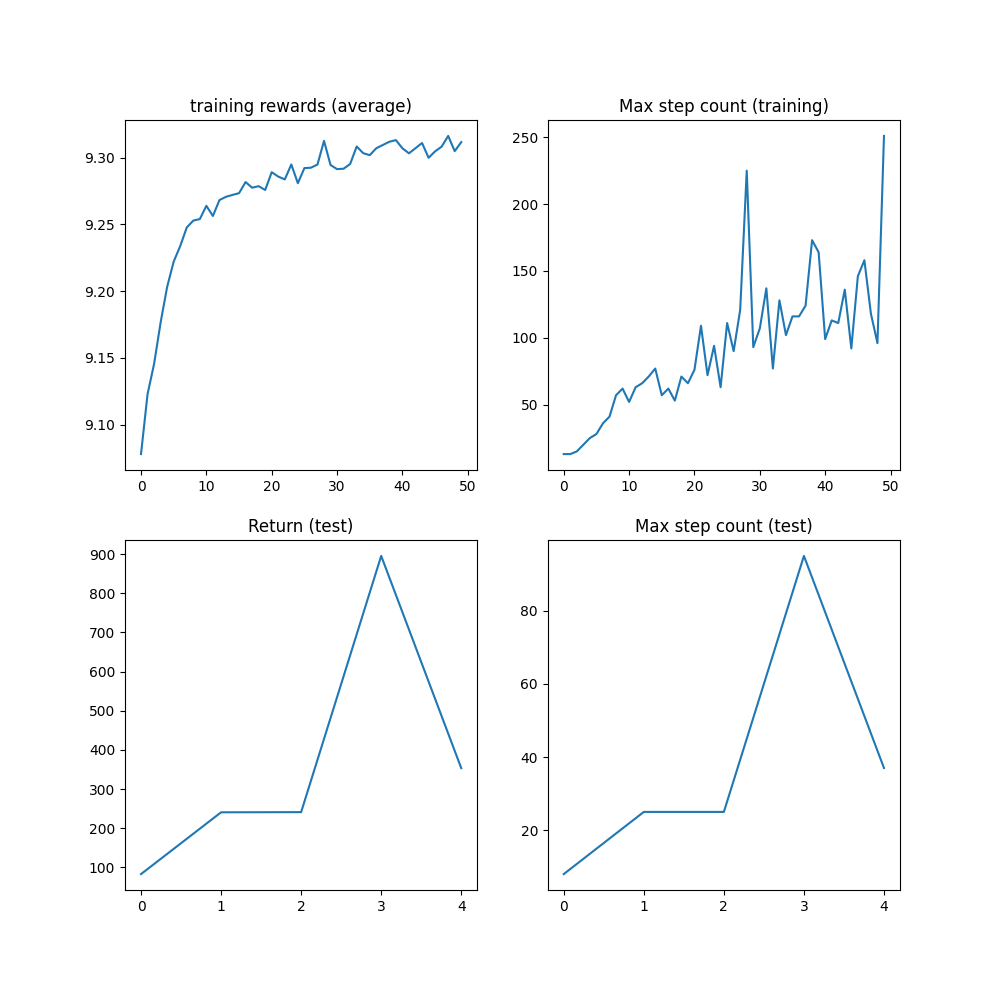 training rewards (average)
9.30
9.25
9.20
9.15
9.10
0 10 20 30 40 50
Max step count (training)
250
200
150
100
50
0 10 20 30 40 50
Return (test)
900
800
700
600
500
400
300
200
100
0 1 2 3 4
Max step count (test)
80
60
40
20
0 1 2 3 4